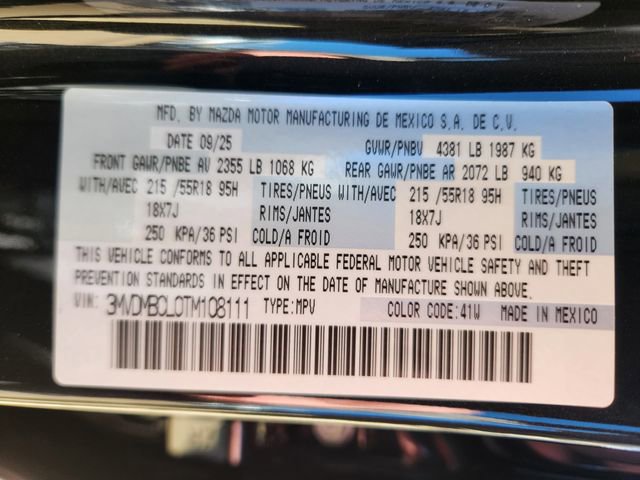 MFD. BY MAZDA MOTOR MANUFACTURING DE MEXICO S.A. DE C.V.
DATE 09/25 GVWR/PNBV 4381 LB 1987 KG
FRONT GAWR/PNBE AV 2355 LB 1068 KG REAR GAWR/PNBE AR 2072 LB 940 KG
WITH/AVEC 215 /55R18 95H TIRES/PNEUS WITH/AVEC 215 /55R18 95H TIRES/PNEUS
18X7J RIMS/JANTES 18X7J RIMS/JANTES
250 KPA/36 PSI COLD/A FROID 250 KPA/36 PSI COLD/A FROID
THIS VEHICLE CONFORMS TO ALL APPLICABLE FEDERAL MOTOR VEHICLE SAFETY AND THEFT
PREVENTION STANDARDS IN EFFECT ON THE DATE OF MANUFACTURE SHOWN ABOVE.
VIN: 3MVDMBCL0TM108111 TYPE:MPV COLOR CODE:41W MADE IN MEXICO